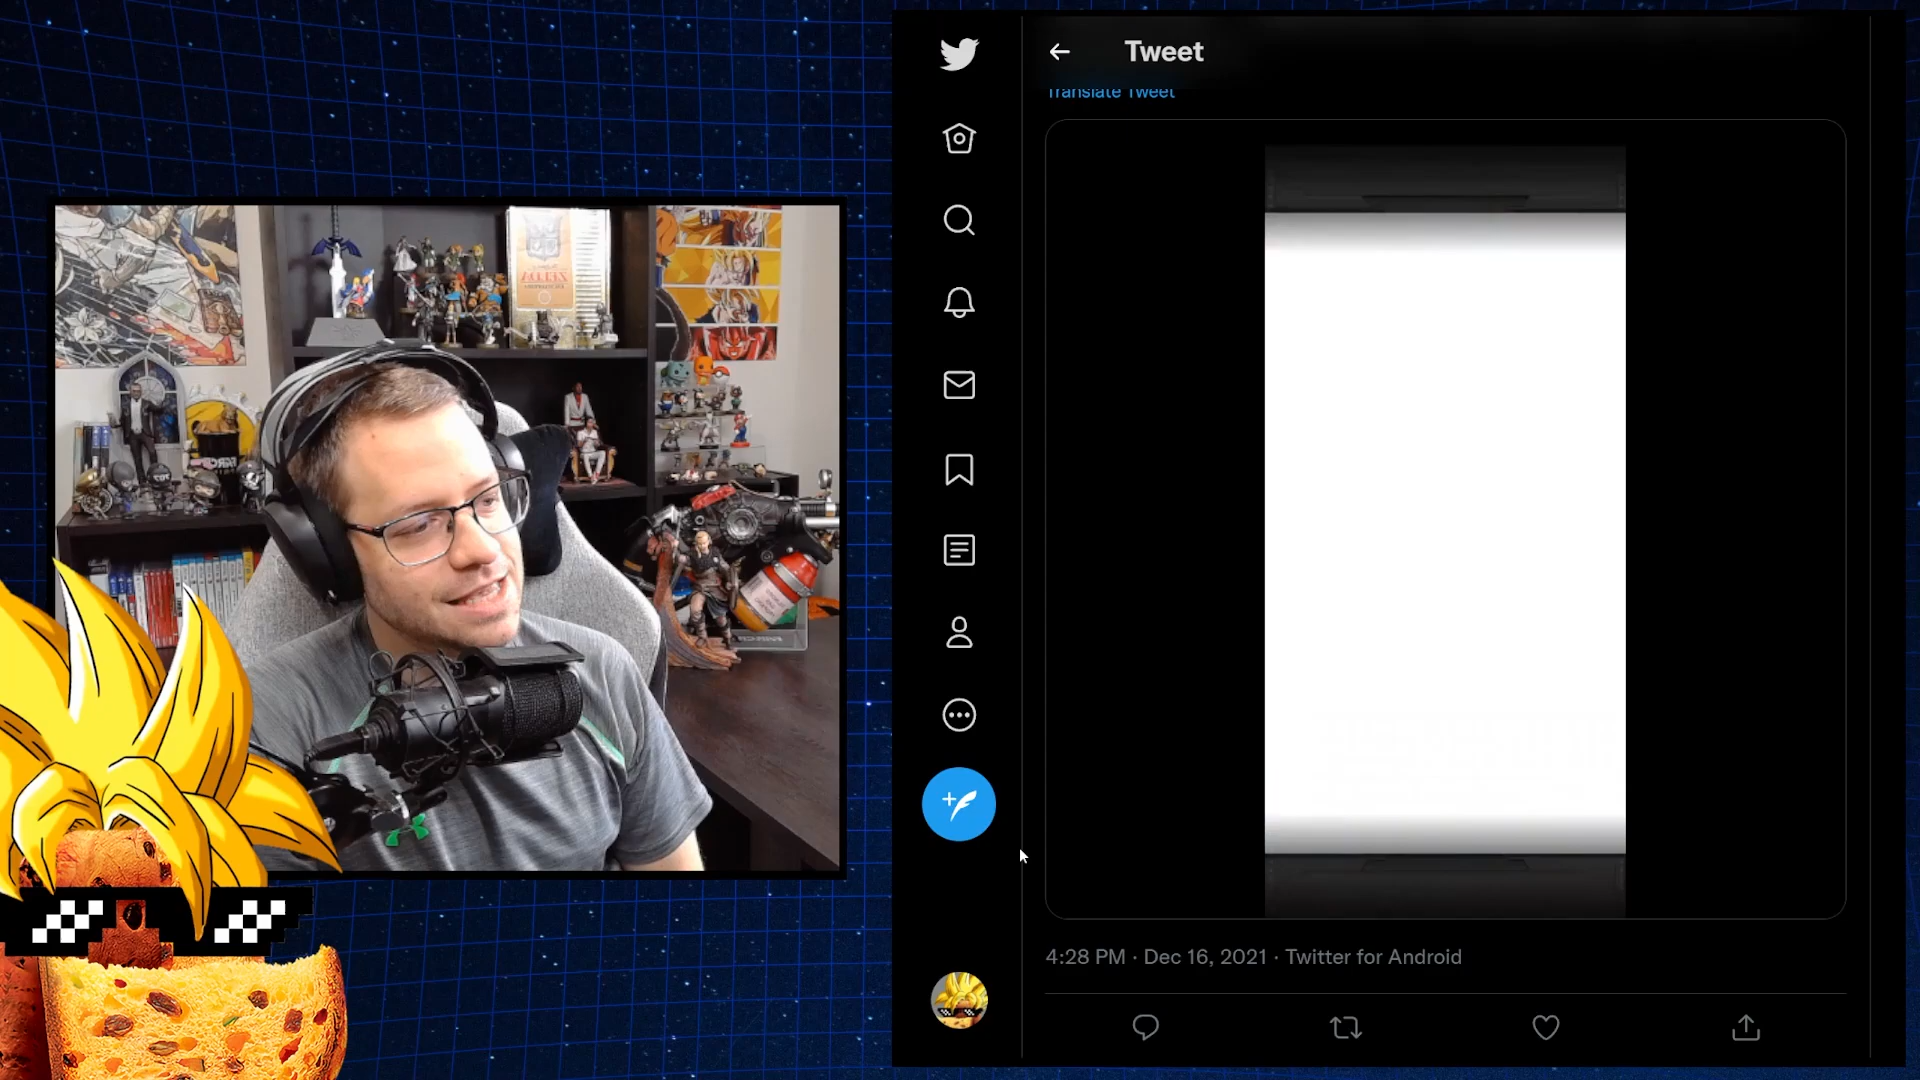 Tweet
Translate Tweet
4:28 PM · Dec 16, 2021 · Twitter for Android